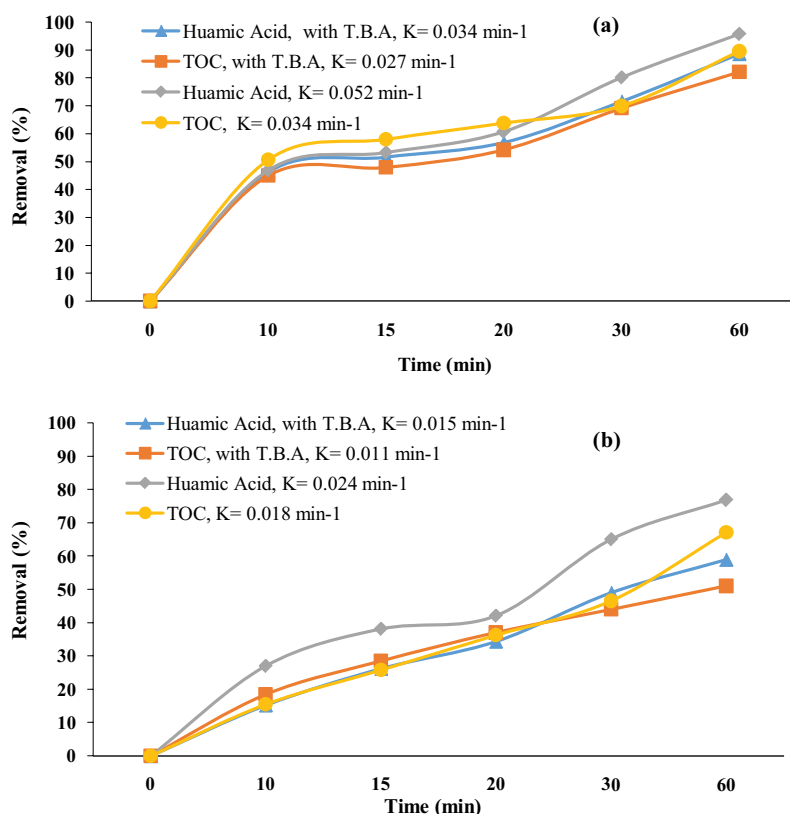 100
90
80
70
60
50
40
30
20
10
0
Removal (%)
Huamic Acid, with T.B.A, K= 0.034 min-1
TOC, with T.B.A, K= 0.027 min-1
Huamic Acid, K= 0.052 min-1
TOC, K= 0.034 min-1
(a)
0 10 15 20 30 60
Time (min)
100
90
80
70
60
50
40
30
20
10
0
Removal (%)
Huamic Acid, with T.B.A, K= 0.015 min-1
TOC, with T.B.A, K= 0.011 min-1
Huamic Acid, K= 0.024 min-1
TOC, K= 0.018 min-1
(b)
0 10 15 20 30 60
Time (min)